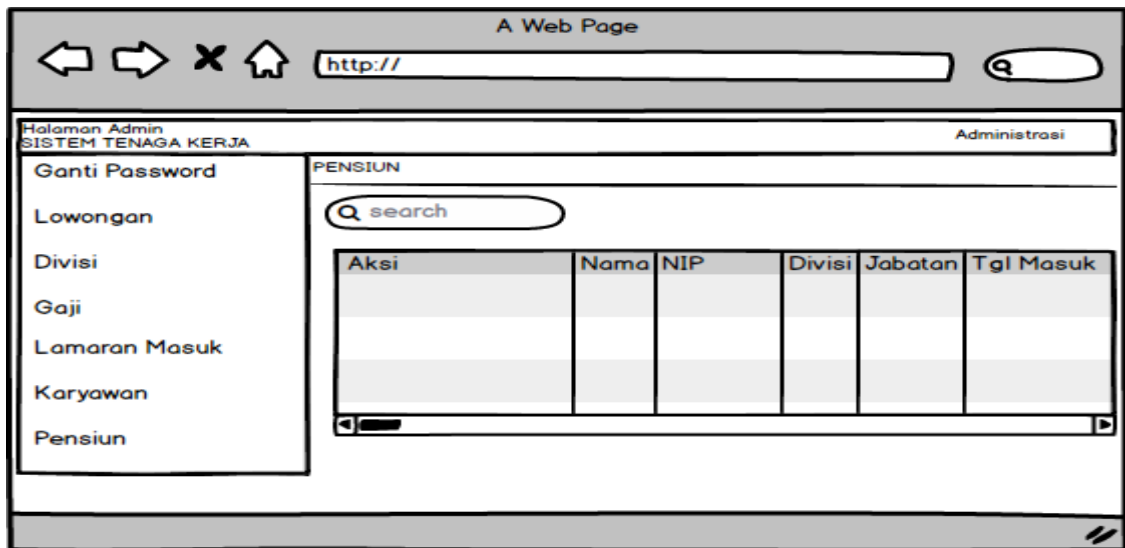 A Web Page
http://
Halaman Admin
SISTEM TENAGA KERJA
Administrasi
Ganti Password
Lowongan
Divisi
Gaji
Lamaran Masuk
Karyawan
Pensiun
PENSIUN
search
Aksi Nama NIP Divisi Jabatan Tgl Masuk